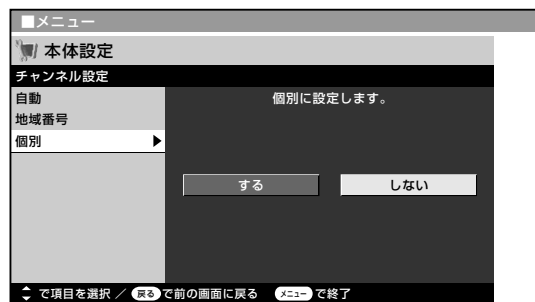 ■メニュー
本体設定
チャンネル設定
自動
地域番号
個別
個別に設定します。
する しない
で項目を選択 / 戻る で前の画面に戻る メニュー で終了